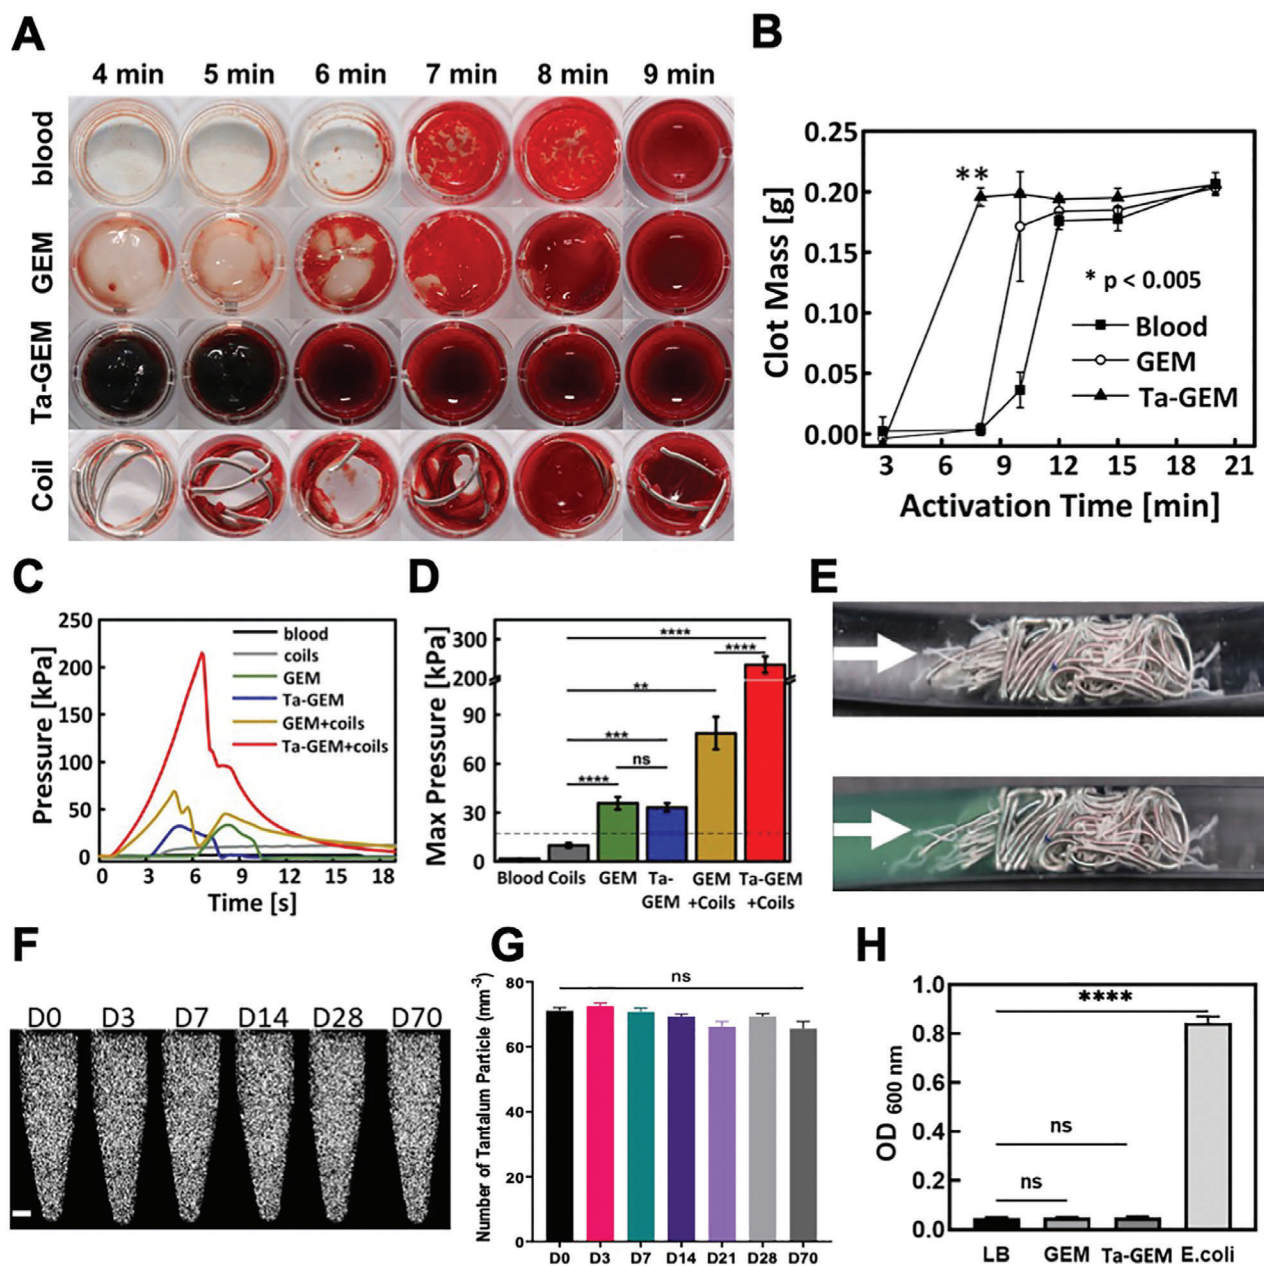 A
4 min 5 min 6 min 7 min 8 min 9 min
blood
GEM
Ta-GEM
Coil
B
Clot Mass [g]
0.25
0.20
0.15
0.10
0.05
0.00
**
* p < 0.005
Blood
GEM
Ta-GEM
3 6 9 12 15 18 21
Activation Time [min]
C
Pressure [kPa]
250
200
150
100
50
0
blood
coils
GEM
Ta-GEM
GEM+coils
Ta-GEM+coils
0 3 6 9 12 15 18
Time [s]
D
Max Pressure [kPa]
300
200
90
60
30
0
****
****
**
***
ns
****
Blood Coils GEM Ta-GEM GEM+Coils Ta-GEM+Coils
E
F
D0 D3 D7 D14 D28 D70
G
Number of Tantalum Particle (mm-3)
80
60
40
20
0
ns
D0 D3 D7 D14 D21 D28 D70
H
OD 600 nm
1.0
0.8
0.6
0.4
0.2
0.0
****
ns
ns
LB GEM Ta-GEM E.coli